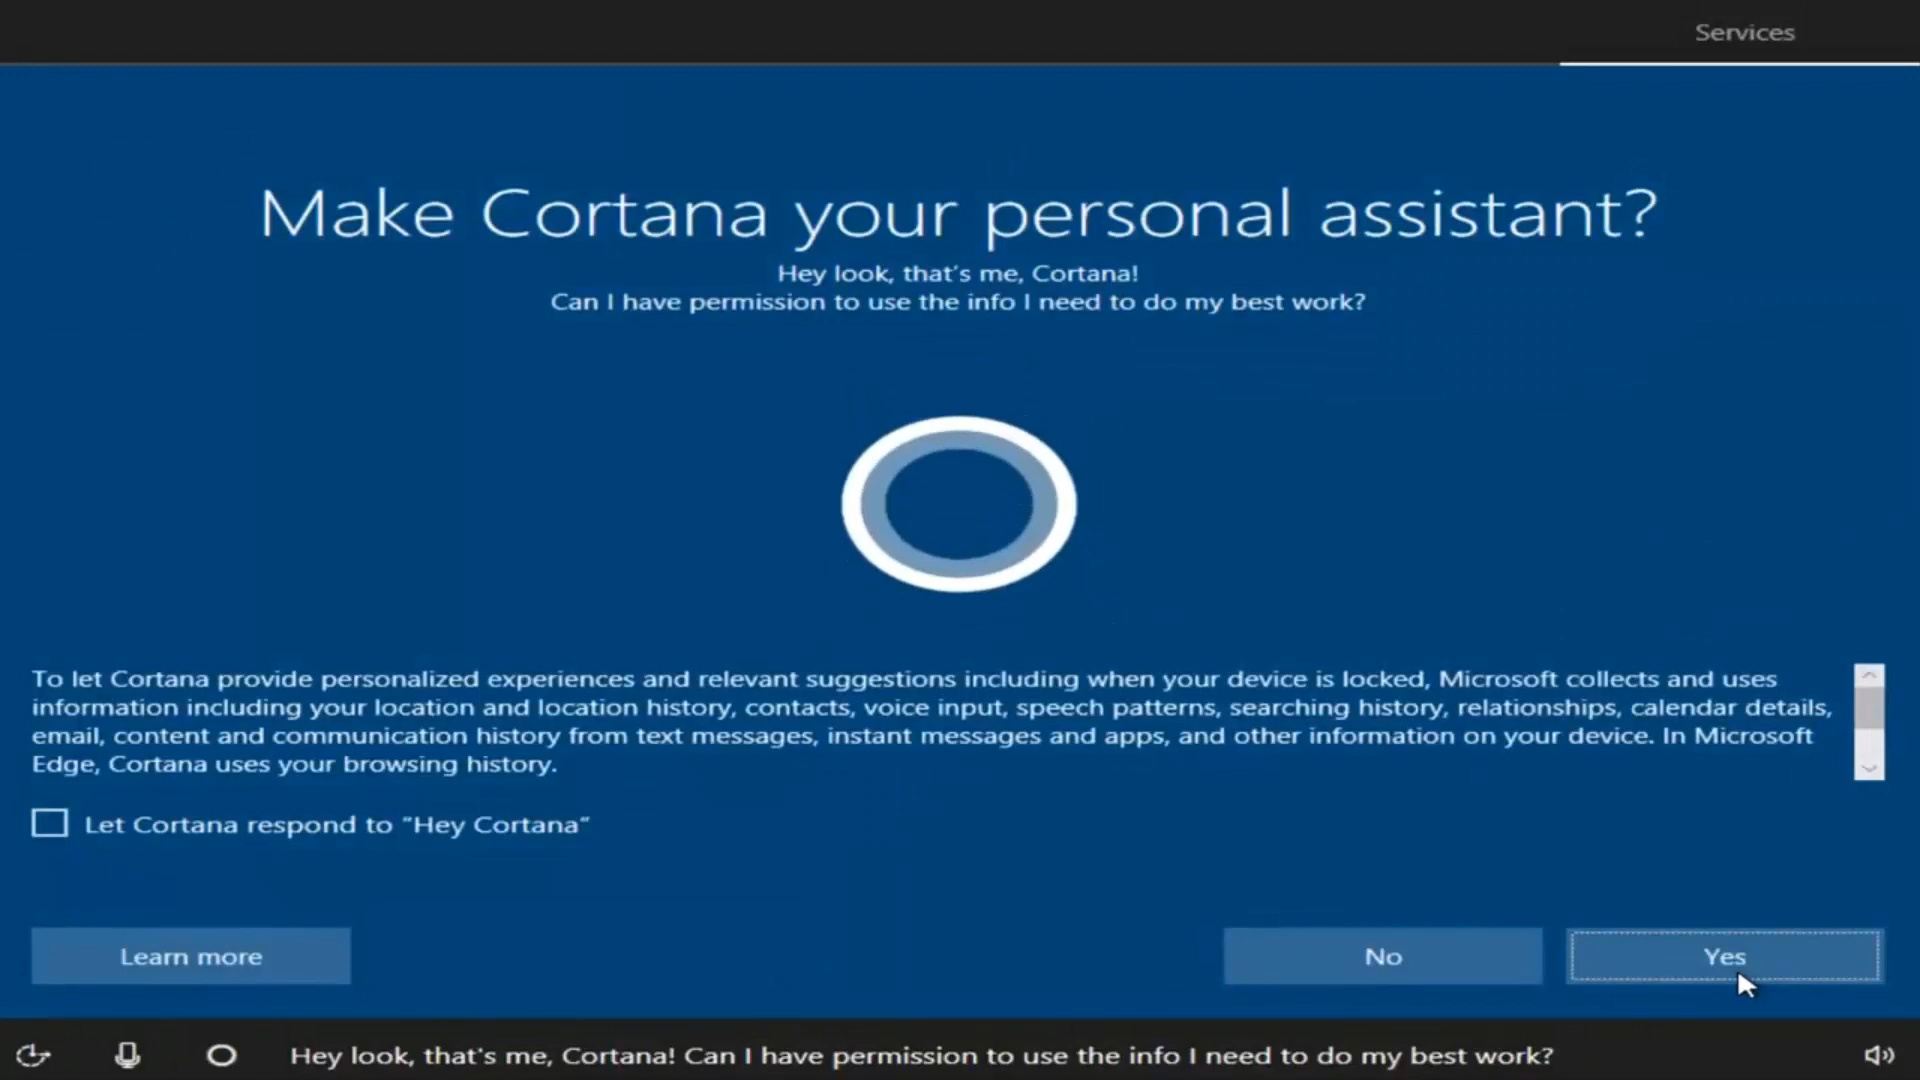 Services
Make Cortana your personal assistant?
Hey look, that's me, Cortana!
Can I have permission to use the info I need to do my best work?
To let Cortana provide personalized experiences and relevant suggestions including when your device is locked, Microsoft collects and uses
information including your location and location history, contacts, voice input, speech patterns, searching history, relationships, calendar details,
email, content and communication history from text messages, instant messages and apps, and other information on your device. In Microsoft
Edge, Cortana uses your browsing history.
Let Cortana respond to "Hey Cortana"
Learn more
No
Yes
Hey look, that's me, Cortana! Can I have permission to use the info I need to do my best work?